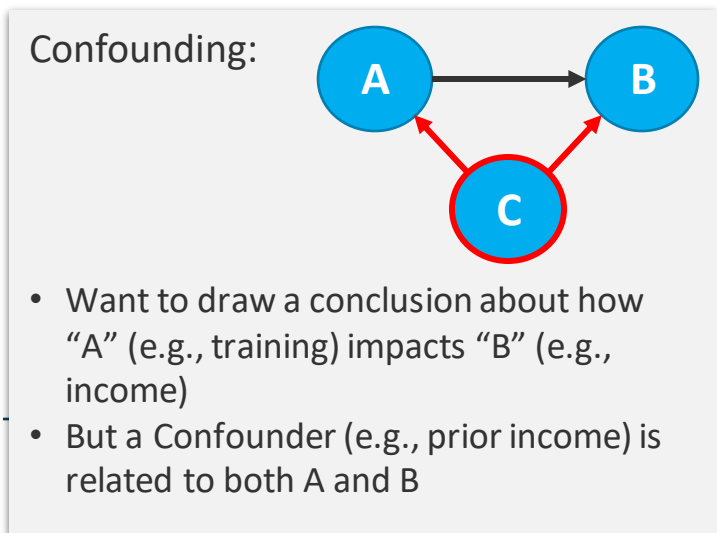 Confounding:
A
B
C
• Want to draw a conclusion about how
“A” (e.g., training) impacts “B” (e.g.,
income)
• But a Confounder (e.g., prior income) is
related to both A and B